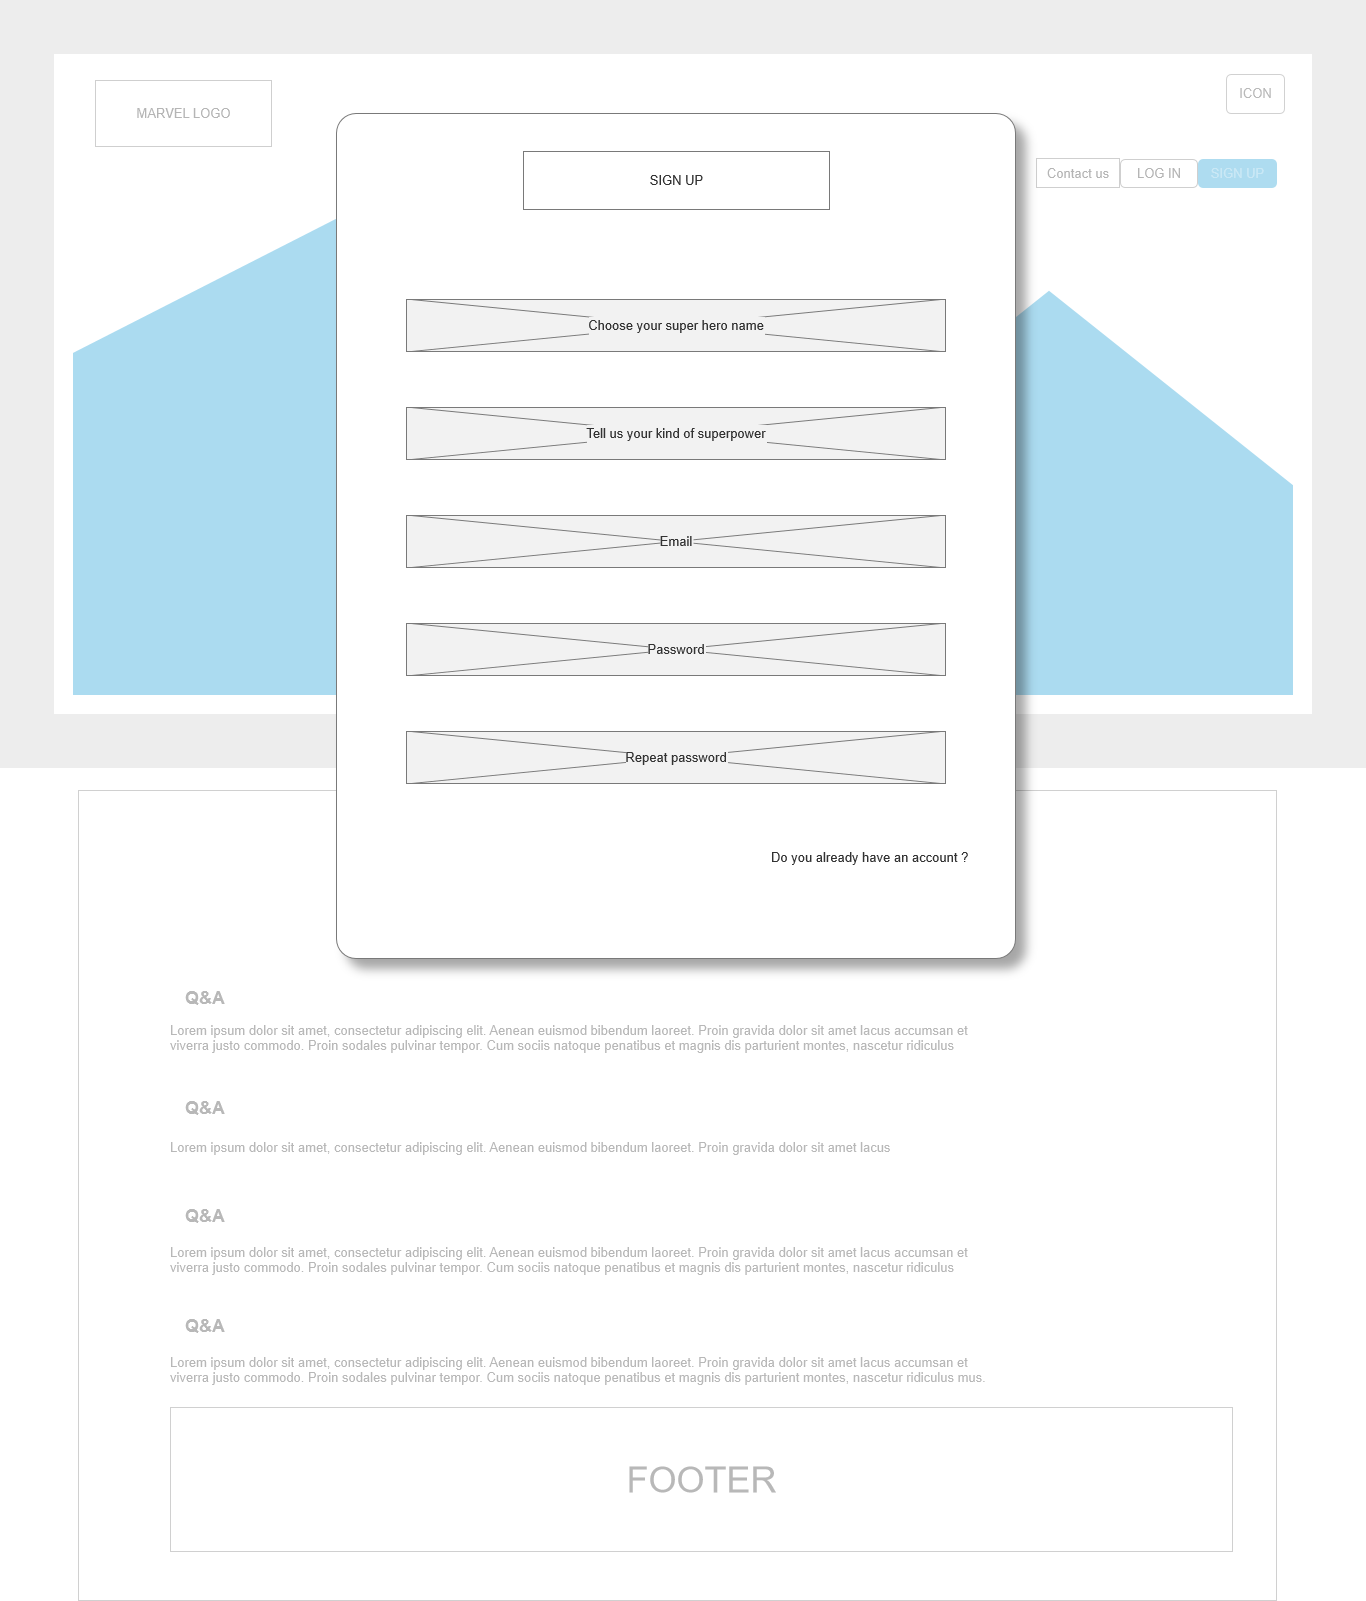 MARVEL LOGO
ICON
Contact us
LOG IN
SIGN UP
SIGN UP
Choose your super hero name
Tell us your kind of superpower
Email
Password
Repeat password
Do you already have an account ?
Q&A
Lorem ipsum dolor sit amet, consectetur adipiscing elit. Aenean euismod bibendum laoreet. Proin gravida dolor sit amet lacus accumsan et
viverra justo commodo. Proin sodales pulvinar tempor. Cum sociis natoque penatibus et magnis dis parturient montes, nascetur ridiculus
Q&A
Lorem ipsum dolor sit amet, consectetur adipiscing elit. Aenean euismod bibendum laoreet. Proin gravida dolor sit amet lacus
Q&A
Lorem ipsum dolor sit amet, consectetur adipiscing elit. Aenean euismod bibendum laoreet. Proin gravida dolor sit amet lacus accumsan et
viverra justo commodo. Proin sodales pulvinar tempor. Cum sociis natoque penatibus et magnis dis parturient montes, nascetur ridiculus
Q&A
Lorem ipsum dolor sit amet, consectetur adipiscing elit. Aenean euismod bibendum laoreet. Proin gravida dolor sit amet lacus accumsan et
viverra justo commodo. Proin sodales pulvinar tempor. Cum sociis natoque penatibus et magnis dis parturient montes, nascetur ridiculus mus.
FOOTER